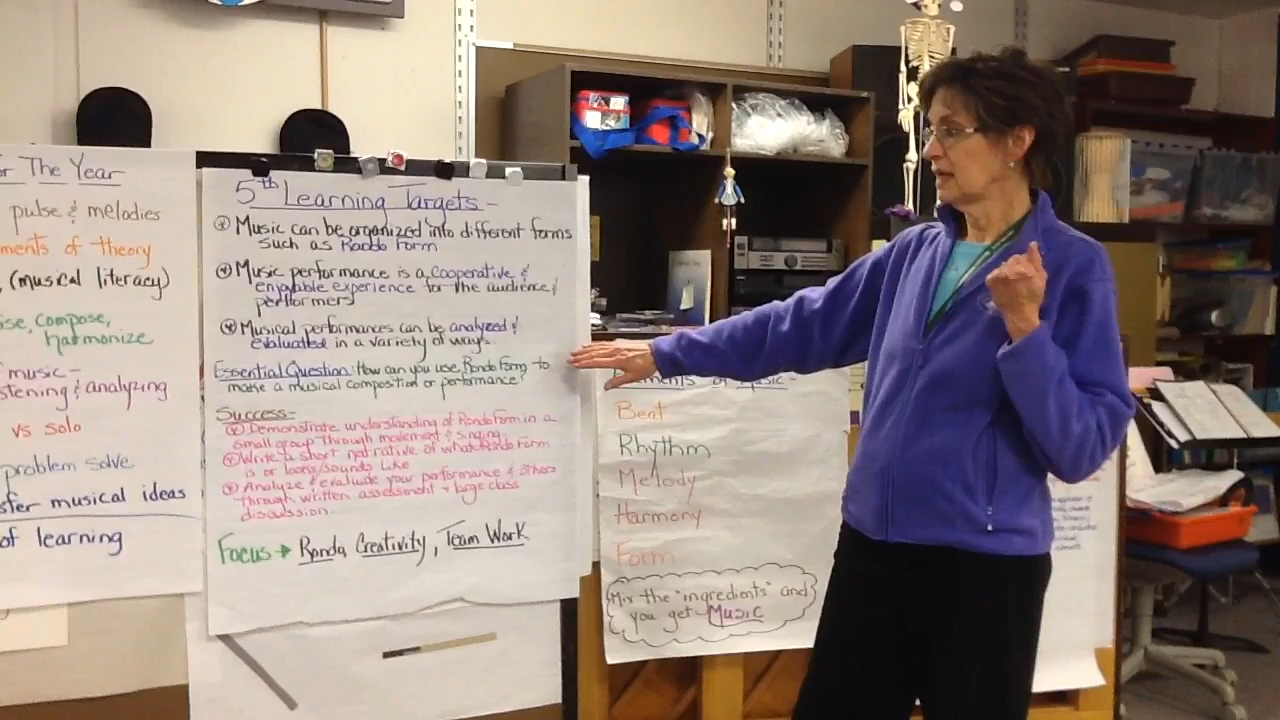 r The Year
pulse & melodies
ments of theory
(musical literacy)
ise, compose,
harmonize
music-
stening & analyzing
vs solo
problem solve
sfer musical ideas
of learning
5th Learning Targets-
Music can be organized into different forms
such as Rondo Form
Music performance is a cooperative &
enjoyable experience for the audience &
performers
Musical performances can be analyzed &
evaluated in a variety of ways
Essential Question: How can you use Rondo Form to
make a musical composition or performance?
Success-
Demonstrate understanding of Rondo Form in a
small group through movement & singing
Write a short narrative of what Rondo Form
is or looks/sounds like
Analyze & evaluate your performance & others
through written assessment & large class
discussion.
Focus → Rondo, Creativity, Team Work
Elements of Music-
Beat
Rhythm
Melody
Harmony
Form
Mix the "ingredients" and
you get Music